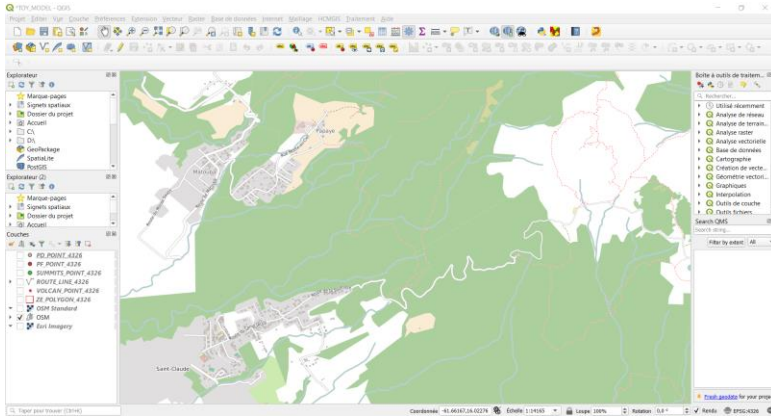 *TOY_MODEL - QGIS
Projet Éditer Vue Couche Préférences Extension Vecteur Raster Base de données Internet Maillage HCMGIS Traitement Aide
Explorateur
Marque-pages
Signets spatiaux
Dossier du projet
Accueil
C:\
D:\
GeoPackage
SpatiaLite
PostGIS
Explorateur (2)
Marque-pages
Signets spatiaux
Dossier du projet
Accueil
Couches
PD_POINT_4326
PF_POINT_4326
SUMMITS_POINT_4326
ROUTE_LINE_4326
VOLCAN_POINT_4326
ZE_POLYGON_4326
OSM Standard
OSM
Esri Imagery
Papaye
Matouba
Saint-Claude
Boîte à outils de traitem...
Rechercher...
Utilisé récemment
Analyse de réseau
Analyse de terrain...
Analyse raster
Analyse vectorielle
Base de données
Cartographie
Création de vecte...
Géométrie vectori...
Graphiques
Interpolation
Outils de couche
Outils fichiers
Search QMS
Search string...
Filter by extent All
Fresh geodata for your proje
Taper pour trouver (Ctrl+K)
Coordonnée -61.66167,16.02276 Échelle 1:14165 Loupe 100% Rotation 0,0 ° Rendu EPSG:4326